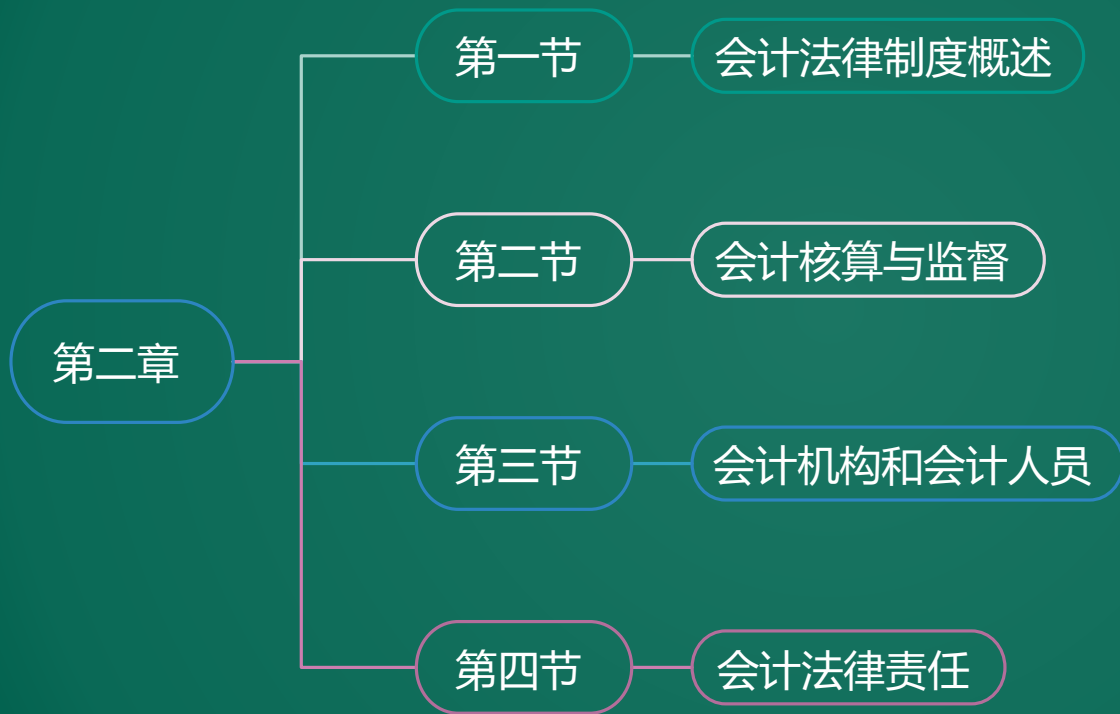 第一节
会计法律制度概述
第二节
会计核算与监督
第二章
第三节
会计机构和会计人员
第四节
会计法律责任